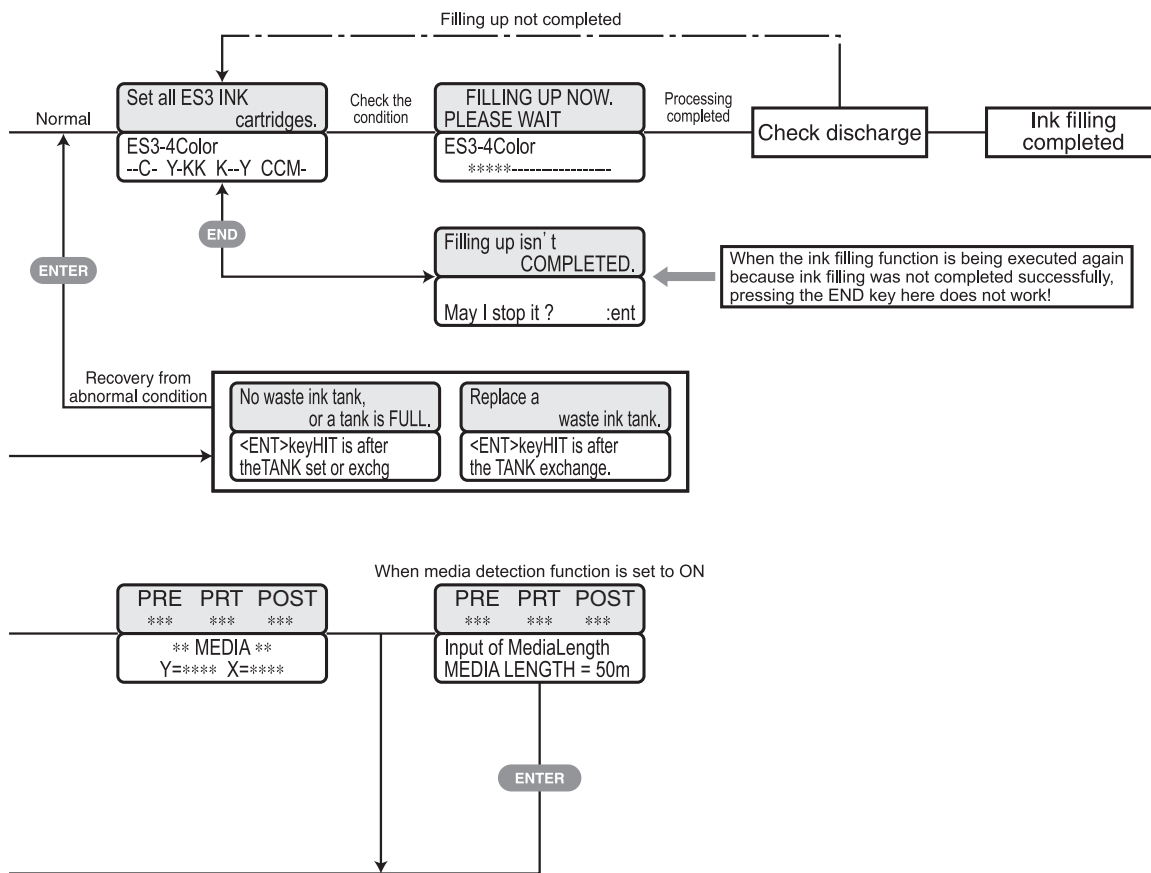 Filling up not completed
Normal
Set all ES3 INK
cartridges.
ES3-4Color
--C- Y-KK K--Y CCM-
Check the
condition
FILLING UP NOW.
PLEASE WAIT
ES3-4Color
*****------------------
Processing
completed
Check discharge
Ink filling
completed
END
ENTER
Filling up isn't
COMPLETED.
May I stop it ? :ent
When the ink filling function is being executed again
because ink filling was not completed successfully,
pressing the END key here does not work!
Recovery from
abnormal condition
No waste ink tank,
or a tank is FULL.
<ENT>keyHIT is after
theTANK set or exchg
Replace a
waste ink tank.
<ENT>keyHIT is after
the TANK exchange.
PRE PRT POST
*** *** ***
** MEDIA **
Y=**** X=****
When media detection function is set to ON
PRE PRT POST
*** *** ***
Input of MediaLength
MEDIA LENGTH = 50m
ENTER